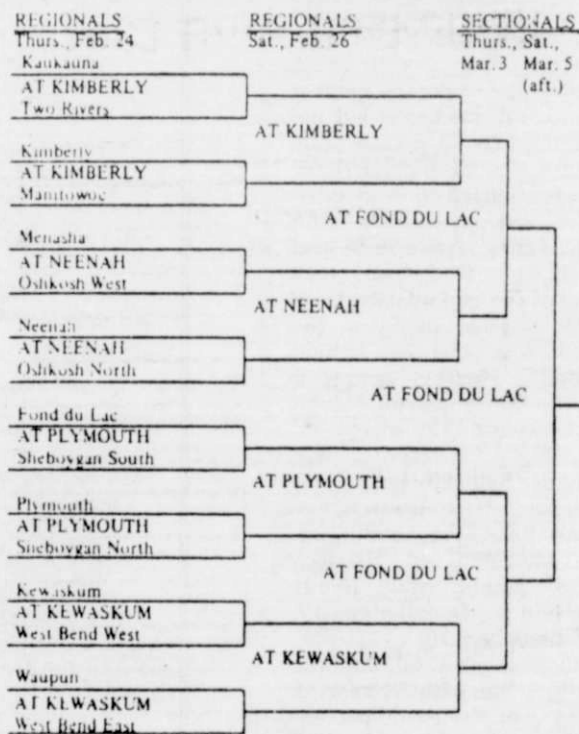 REGIONALS REGIONALS SECTIONALS
Thurs., Feb. 24 Sat., Feb. 26 Thurs., Sat.,
Mar. 3 Mar. 5
(aft.)
Kaukauna
AT KIMBERLY
Two Rivers
AT KIMBERLY
Kimberly
AT KIMBERLY
Manitowoc
AT FOND DU LAC
Menasha
AT NEENAH
Oshkosh West
AT NEENAH
Neenah
AT NEENAH
Oshkosh North
AT FOND DU LAC
Fond du Lac
AT PLYMOUTH
Sheboygan South
AT PLYMOUTH
Plymouth
AT PLYMOUTH
Sheboygan North
AT FOND DU LAC
Kewaskum
AT KEWASKUM
West Bend West
AT KEWASKUM
Waupun
AT KEWASKUM
West Bend East